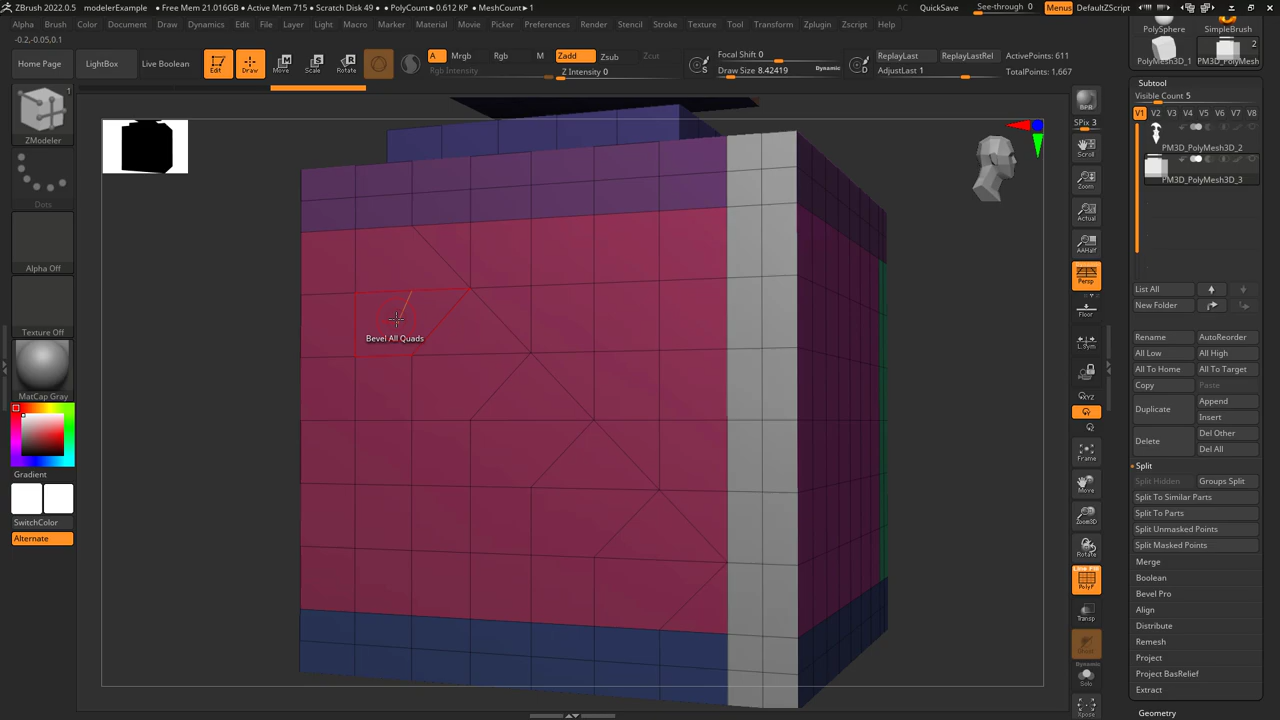 ZBrush 2022.0.5 modelerExample • Free Mem 21.016GB • Active Mem 715 • Scratch Disk 49 • PolyCount▸0.612 KP • MeshCount▸1 AC QuickSave See-through 0 Menus DefaultZScript
Alpha Brush Color Document Draw Dynamics Edit File Layer Light Macro Marker Material Movie Picker Preferences Render Stencil Stroke Texture Tool Transform Zplugin Zscript Help
-0.2,-0.05,0.1
Home Page LightBox Live Boolean Edit Draw Move Scale Rotate
A Mrgb Rgb M Zadd Zsub Zcut
Rgb Intensity Z Intensity 0
Focal Shift 0
Draw Size 8.42419 Dynamic
ReplayLast ReplayLastRel
AdjustLast 1
ActivePoints: 611
TotalPoints: 1,667
ZModeler
Dots
Alpha Off
Texture Off
MatCap Gray
Gradient
SwitchColor
Alternate
Bevel All Quads
BPR
SPix 3
Scroll
Zoom
Actual
AAHalf
Persp
Floor
L.Sym
XYZ
Frame
Move
Zoom3D
Rotate
Line Fill
PolyF
Transp
Ghost
Dynamic
Solo
Xpose
PolySphere SimpleBrush
2
PolyMesh3D_1 PM3D_PolyMesh
Subtool
Visible Count 5
V1 V2 V3 V4 V5 V6 V7 V8
PM3D_PolyMesh3D_2
PM3D_PolyMesh3D_3
List All
New Folder
Rename AutoReorder
All Low All High
All To Home All To Target
Copy Paste
Duplicate Append
Insert
Delete Del Other
Del All
Split
Split Hidden Groups Split
Split To Similar Parts
Split To Parts
Split Unmasked Points
Split Masked Points
Merge
Boolean
Bevel Pro
Align
Distribute
Remesh
Project
Project BasRelief
Extract
Geometry